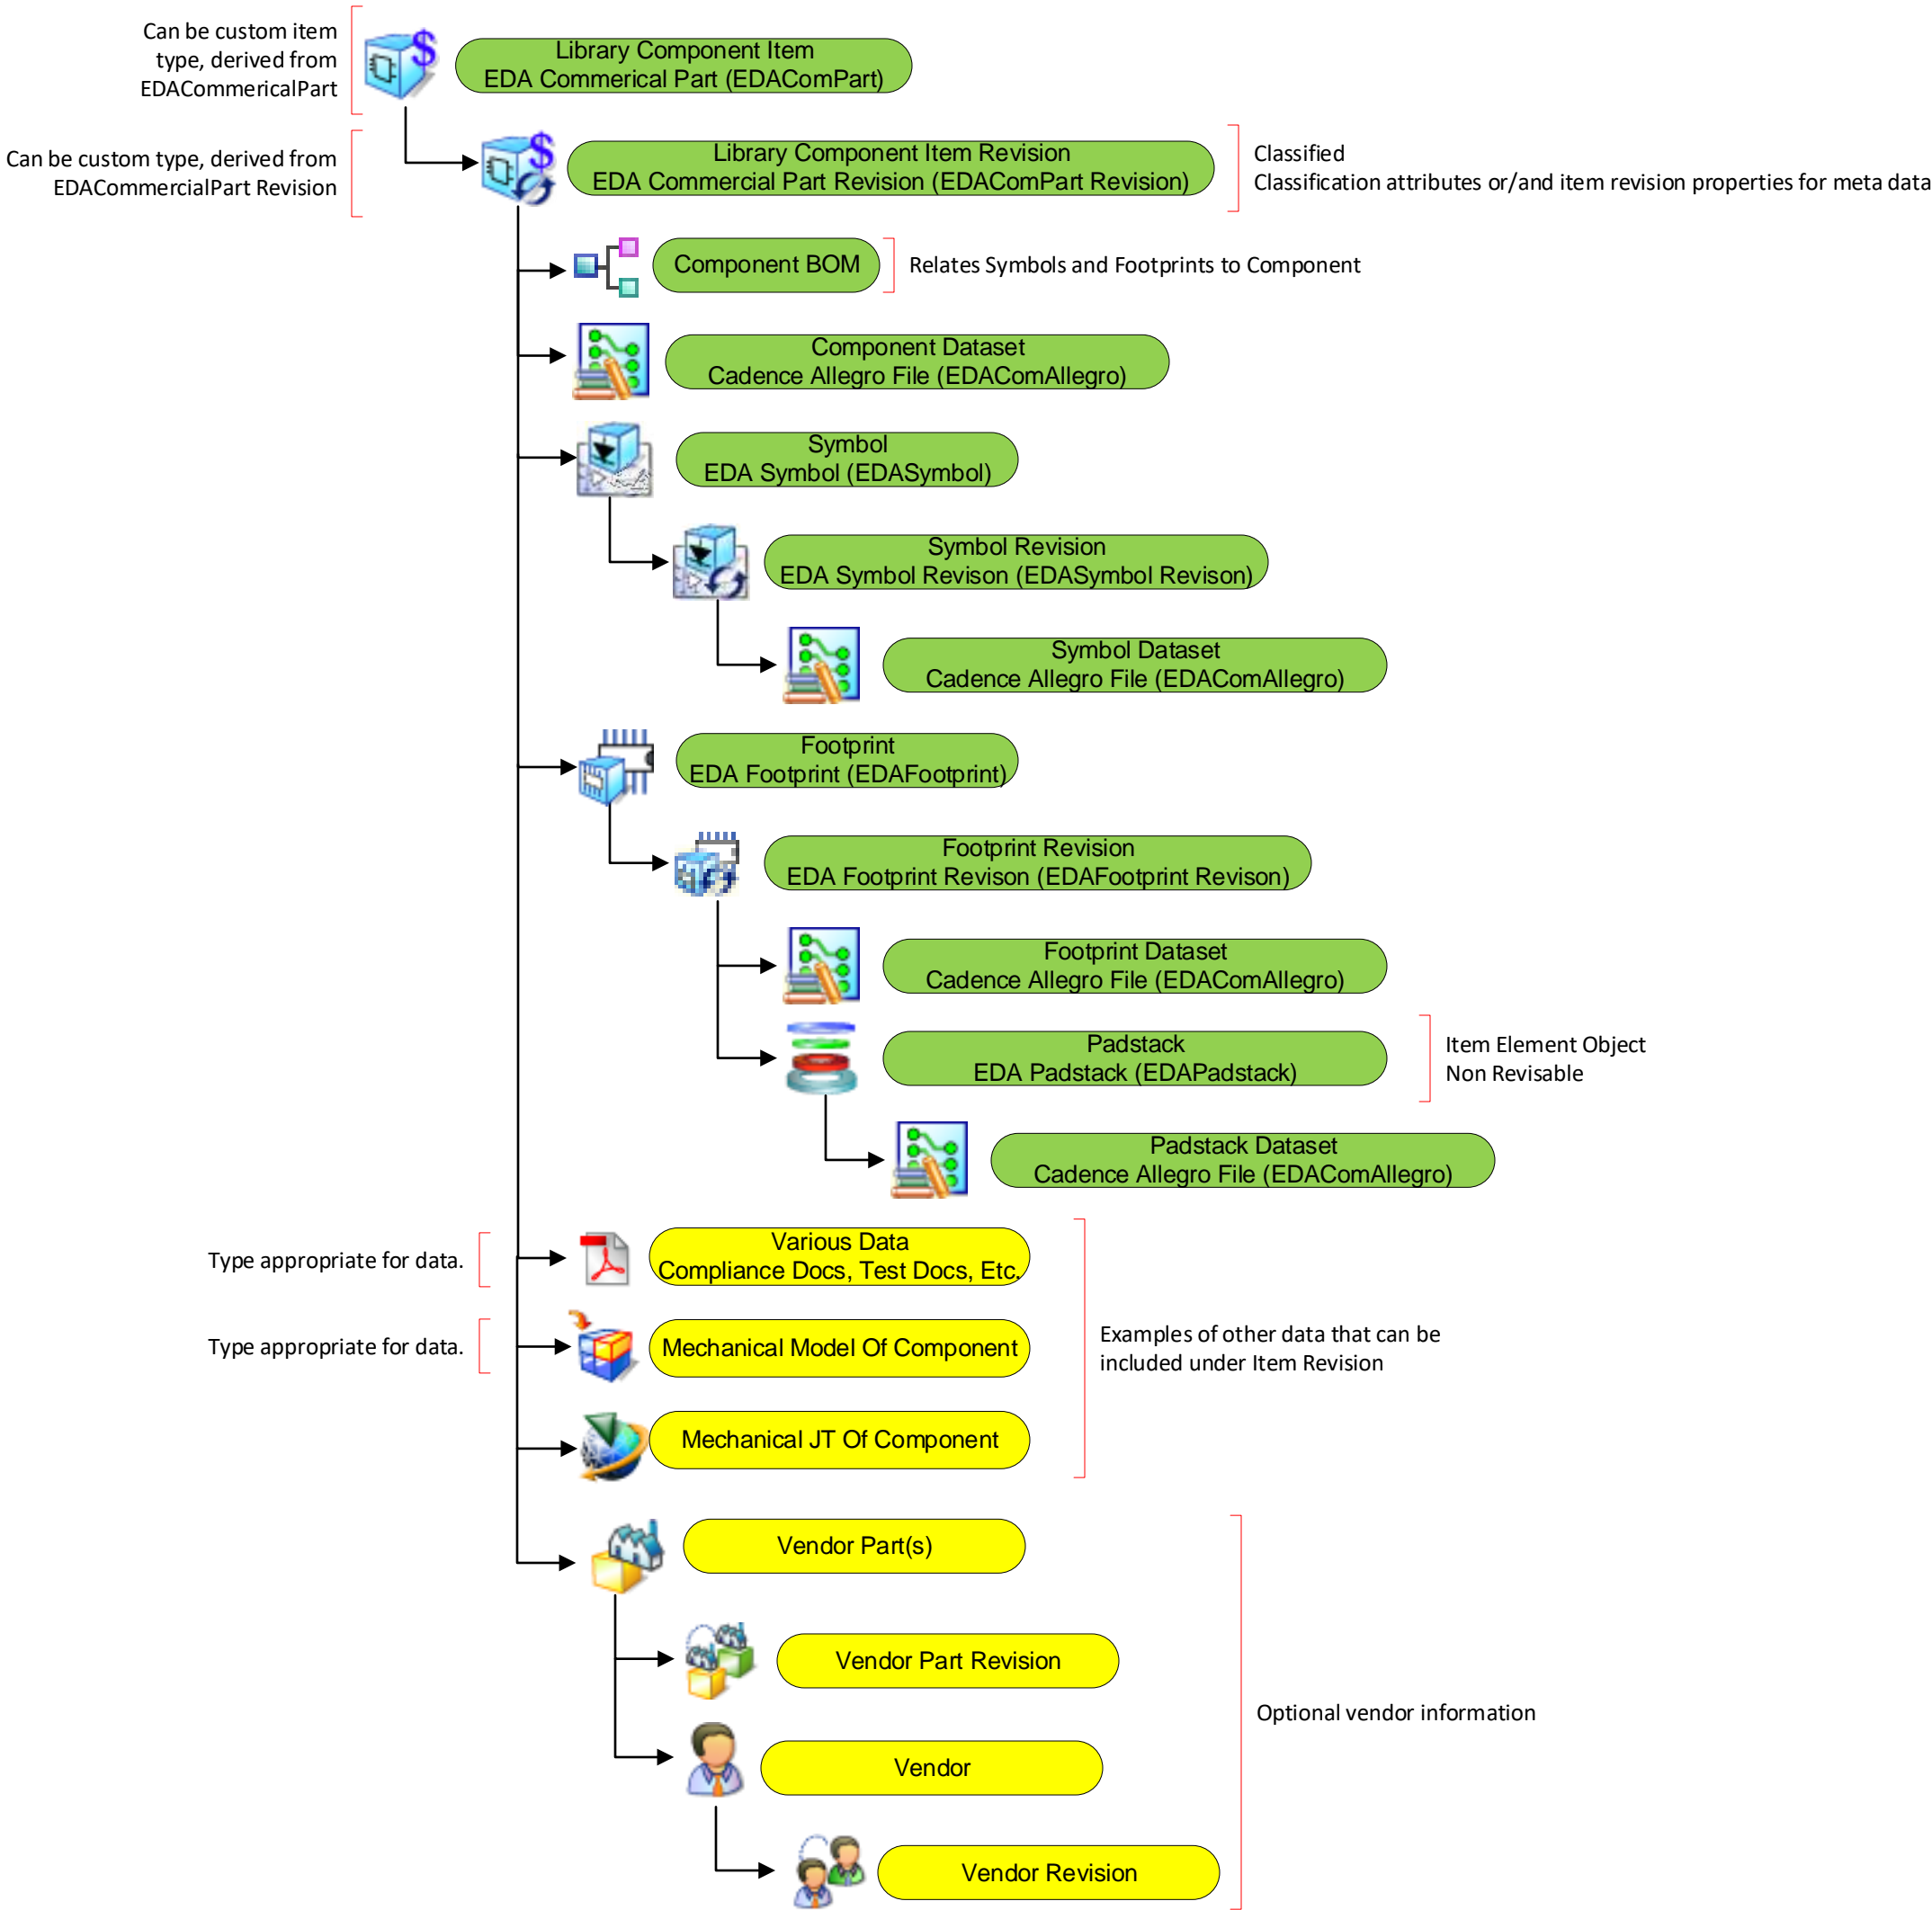 Can be custom item
type, derived from
EDACommericalPart
Library Component Item
EDA Commerical Part (EDAComPart)
Can be custom type, derived from
EDACommercialPart Revision
Library Component Item Revision
EDA Commercial Part Revision (EDAComPart Revision)
Classified
Classification attributes or/and item revision properties for meta data
Component BOM
Relates Symbols and Footprints to Component
Component Dataset
Cadence Allegro File (EDAComAllegro)
Symbol
EDA Symbol (EDASymbol)
Symbol Revision
EDA Symbol Revison (EDASymbol Revison)
Symbol Dataset
Cadence Allegro File (EDAComAllegro)
Footprint
EDA Footprint (EDAFootprint)
Footprint Revision
EDA Footprint Revison (EDAFootprint Revison)
Footprint Dataset
Cadence Allegro File (EDAComAllegro)
Padstack
EDA Padstack (EDAPadstack)
Item Element Object
Non Revisable
Padstack Dataset
Cadence Allegro File (EDAComAllegro)
Type appropriate for data.
Various Data
Compliance Docs, Test Docs, Etc.
Type appropriate for data.
Mechanical Model Of Component
Examples of other data that can be
included under Item Revision
Mechanical JT Of Component
Vendor Part(s)
Vendor Part Revision
Optional vendor information
Vendor
Vendor Revision